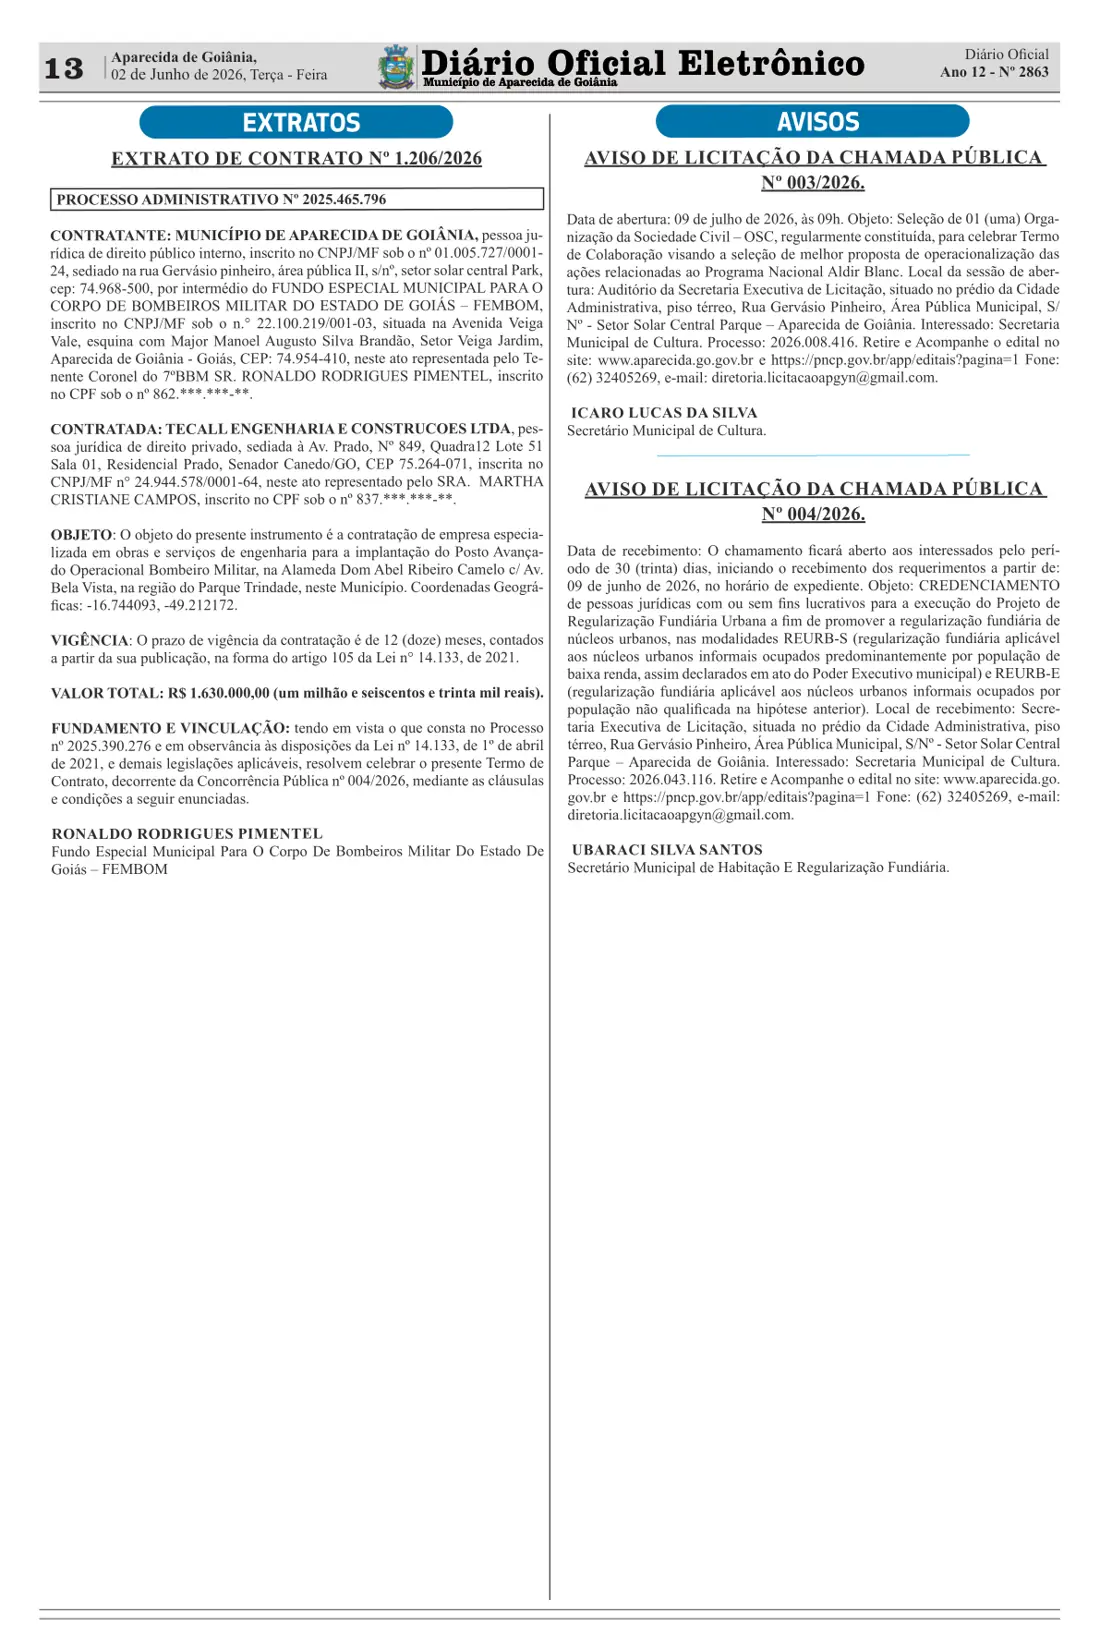 13
Aparecida de Goiânia,
02 de Junho de 2026, Terça - Feira
Diário Oficial Eletrônico
Município de Aparecida de Goiânia
Diário Oficial
Ano 12 - Nº 2863
EXTRATOS
EXTRATO DE CONTRATO Nº 1.206/2026
PROCESSO ADMINISTRATIVO Nº 2025.465.796
CONTRATANTE: MUNICÍPIO DE APARECIDA DE GOIÂNIA, pessoa ju-
rídica de direito público interno, inscrito no CNPJ/MF sob o nº 01.005.727/0001-
24, sediado na rua Gervásio pinheiro, área pública II, s/nº, setor solar central Park,
cep: 74.968-500, por intermédio do FUNDO ESPECIAL MUNICIPAL PARA O
CORPO DE BOMBEIROS MILITAR DO ESTADO DE GOIÁS – FEMBOM,
inscrito no CNPJ/MF sob o n.° 22.100.219/001-03, situada na Avenida Veiga
Vale, esquina com Major Manoel Augusto Silva Brandão, Setor Veiga Jardim,
Aparecida de Goiânia - Goiás, CEP: 74.954-410, neste ato representada pelo Te-
nente Coronel do 7ºBBM SR. RONALDO RODRIGUES PIMENTEL, inscrito
no CPF sob o nº 862.***.***-**.
CONTRATADA: TECALL ENGENHARIA E CONSTRUCOES LTDA, pes-
soa jurídica de direito privado, sediada à Av. Prado, Nº 849, Quadra12 Lote 51
Sala 01, Residencial Prado, Senador Canedo/GO, CEP 75.264-071, inscrita no
CNPJ/MF n° 24.944.578/0001-64, neste ato representado pelo SRA. MARTHA
CRISTIANE CAMPOS, inscrito no CPF sob o nº 837.***.***-**.
OBJETO: O objeto do presente instrumento é a contratação de empresa especia-
lizada em obras e serviços de engenharia para a implantação do Posto Avança-
do Operacional Bombeiro Militar, na Alameda Dom Abel Ribeiro Camelo c/ Av.
Bela Vista, na região do Parque Trindade, neste Município. Coordenadas Geográ-
ficas: -16.744093, -49.212172.
VIGÊNCIA: O prazo de vigência da contratação é de 12 (doze) meses, contados
a partir da sua publicação, na forma do artigo 105 da Lei n° 14.133, de 2021.
VALOR TOTAL: R$ 1.630.000,00 (um milhão e seiscentos e trinta mil reais).
FUNDAMENTO E VINCULAÇÃO: tendo em vista o que consta no Processo
nº 2025.390.276 e em observância às disposições da Lei nº 14.133, de 1º de abril
de 2021, e demais legislações aplicáveis, resolvem celebrar o presente Termo de
Contrato, decorrente da Concorrência Pública nº 004/2026, mediante as cláusulas
e condições a seguir enunciadas.
RONALDO RODRIGUES PIMENTEL
Fundo Especial Municipal Para O Corpo De Bombeiros Militar Do Estado De
Goiás – FEMBOM
AVISOS
AVISO DE LICITAÇÃO DA CHAMADA PÚBLICA
Nº 003/2026.
Data de abertura: 09 de julho de 2026, às 09h. Objeto: Seleção de 01 (uma) Orga-
nização da Sociedade Civil – OSC, regularmente constituída, para celebrar Termo
de Colaboração visando a seleção de melhor proposta de operacionalização das
ações relacionadas ao Programa Nacional Aldir Blanc. Local da sessão de aber-
tura: Auditório da Secretaria Executiva de Licitação, situado no prédio da Cidade
Administrativa, piso térreo, Rua Gervásio Pinheiro, Área Pública Municipal, S/
Nº - Setor Solar Central Parque – Aparecida de Goiânia. Interessado: Secretaria
Municipal de Cultura. Processo: 2026.008.416. Retire e Acompanhe o edital no
site: www.aparecida.go.gov.br e https://pncp.gov.br/app/editais?pagina=1 Fone:
(62) 32405269, e-mail: diretoria.licitacaoapgyn@gmail.com.
ICARO LUCAS DA SILVA
Secretário Municipal de Cultura.
AVISO DE LICITAÇÃO DA CHAMADA PÚBLICA
Nº 004/2026.
Data de recebimento: O chamamento ficará aberto aos interessados pelo perí-
odo de 30 (trinta) dias, iniciando o recebimento dos requerimentos a partir de:
09 de junho de 2026, no horário de expediente. Objeto: CREDENCIAMENTO
de pessoas jurídicas com ou sem fins lucrativos para a execução do Projeto de
Regularização Fundiária Urbana a fim de promover a regularização fundiária de
núcleos urbanos, nas modalidades REURB-S (regularização fundiária aplicável
aos núcleos urbanos informais ocupados predominantemente por população de
baixa renda, assim declarados em ato do Poder Executivo municipal) e REURB-E
(regularização fundiária aplicável aos núcleos urbanos informais ocupados por
população não qualificada na hipótese anterior). Local de recebimento: Secre-
taria Executiva de Licitação, situada no prédio da Cidade Administrativa, piso
térreo, Rua Gervásio Pinheiro, Área Pública Municipal, S/Nº - Setor Solar Central
Parque – Aparecida de Goiânia. Interessado: Secretaria Municipal de Cultura.
Processo: 2026.043.116. Retire e Acompanhe o edital no site: www.aparecida.go.
gov.br e https://pncp.gov.br/app/editais?pagina=1 Fone: (62) 32405269, e-mail:
diretoria.licitacaoapgyn@gmail.com.
UBARACI SILVA SANTOS
Secretário Municipal de Habitação E Regularização Fundiária.